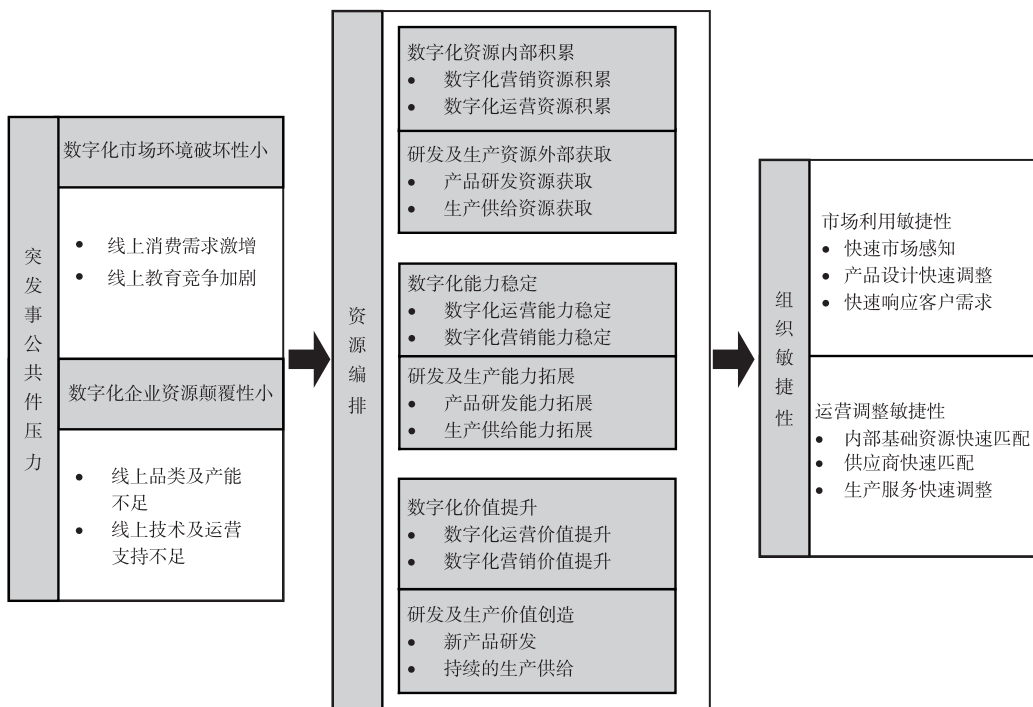 突发事公共件压力
数字化市场环境破坏性小
• 线上消费需求激增
• 线上教育竞争加剧
数字化企业资源颠覆性小
• 线上品类及产能
不足
• 线上技术及运营
支持不足
资源编排
数字化资源内部积累
• 数字化营销资源积累
• 数字化运营资源积累
研发及生产资源外部获取
• 产品研发资源获取
• 生产供给资源获取
数字化能力稳定
• 数字化运营能力稳定
• 数字化营销能力稳定
研发及生产能力拓展
• 产品研发能力拓展
• 生产供给能力拓展
数字化价值提升
• 数字化运营价值提升
• 数字化营销价值提升
研发及生产价值创造
• 新产品研发
• 持续的生产供给
组织敏捷性
市场利用敏捷性
• 快速市场感知
• 产品设计快速调整
• 快速响应客户需求
运营调整敏捷性
• 内部基础资源快速匹配
• 供应商快速匹配
• 生产服务快速调整